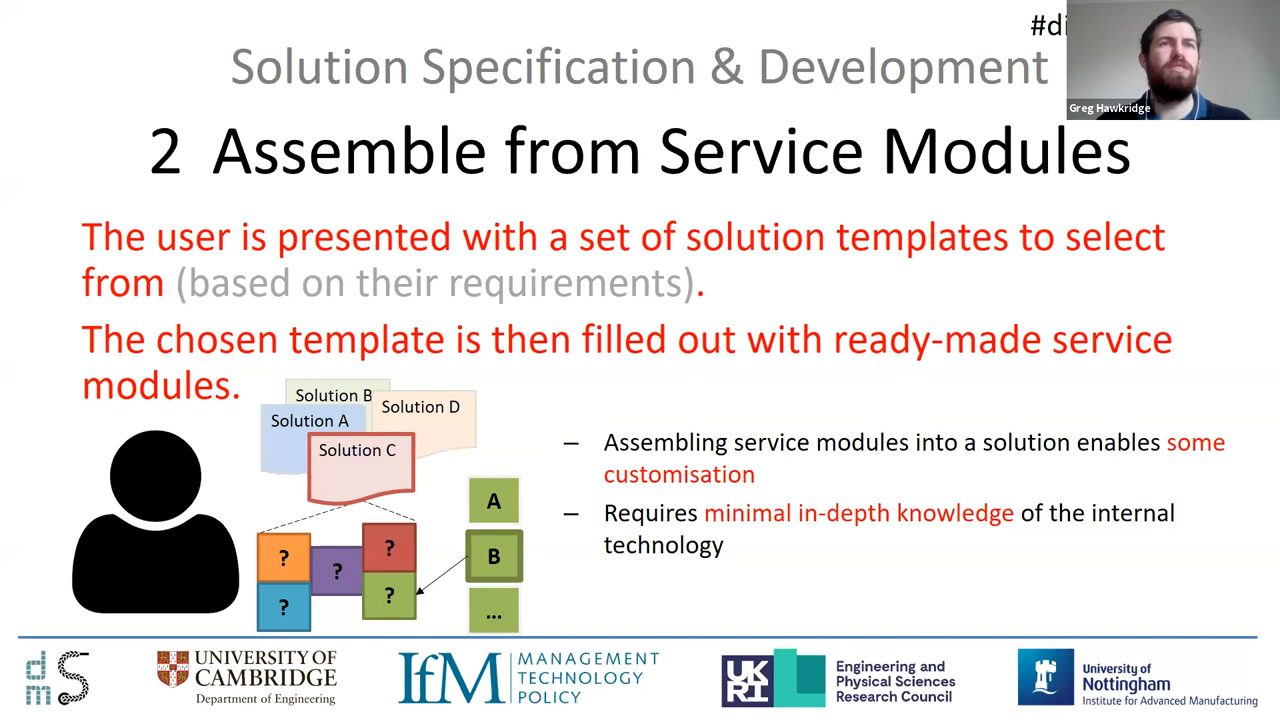 #di
Solution Specification & Development
Greg Hawkridge
2 Assemble from Service Modules
The user is presented with a set of solution templates to select
from (based on their requirements).
The chosen template is then filled out with ready-made service
modules.
Solution B
Solution D
Solution A
Solution C
– Assembling service modules into a solution enables some
customisation
– Requires minimal in-depth knowledge of the internal
technology
A
B
...
?
?
?
?
?
dmS
UNIVERSITY OF
CAMBRIDGE
Department of Engineering
IfM
MANAGEMENT
TECHNOLOGY
POLICY
UK
RI
Engineering and
Physical Sciences
Research Council
University of
Nottingham
Institute for Advanced Manufacturing